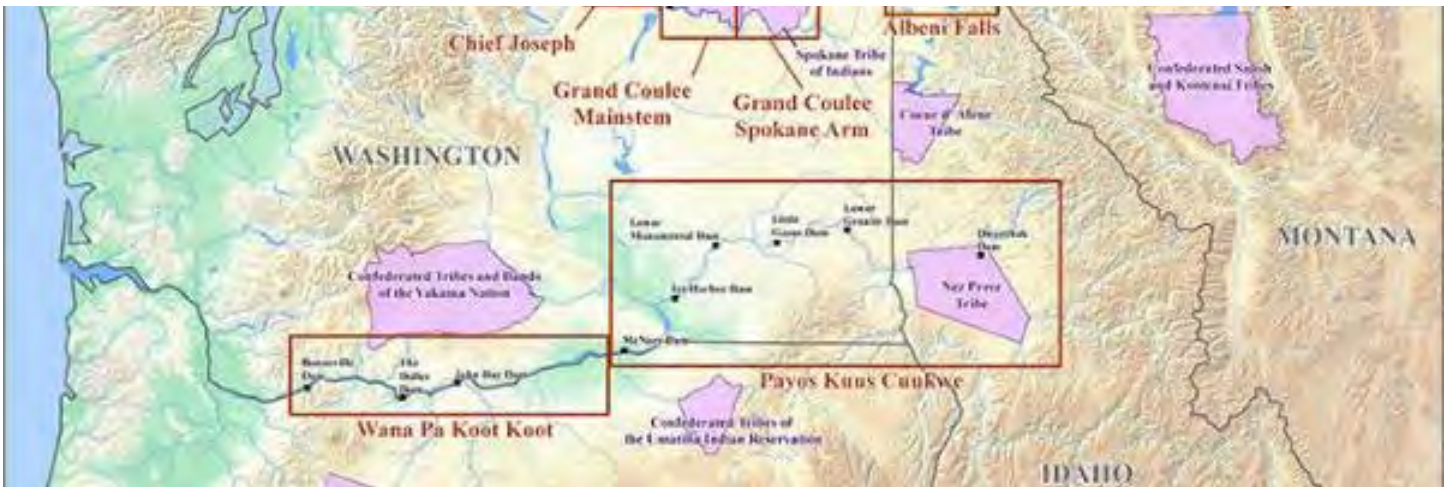 Chief Joseph
Albeni Falls
Spokane Tribe
of Indians
Confederated Salish
and Kootenai Tribes
Grand Coulee
Mainstem
Grand Coulee
Spokane Arm
Coeur d'Alene
Tribe
WASHINGTON
Lower
Monumental Dam
Little
Goose Dam
Lower
Granite Dam
Dworshak
Dam
MONTANA
Confederated Tribes and Bands
of the Yakama Nation
Ice Harbor Dam
Nez Perce
Tribe
McNary Dam
Bonneville
Dam
The
Dalles
Dam
John Day Dam
Payos Kuus Cuukwe
Wana Pa Koot Koot
Confederated Tribes of
the Umatilla Indian Reservation
IDAHO